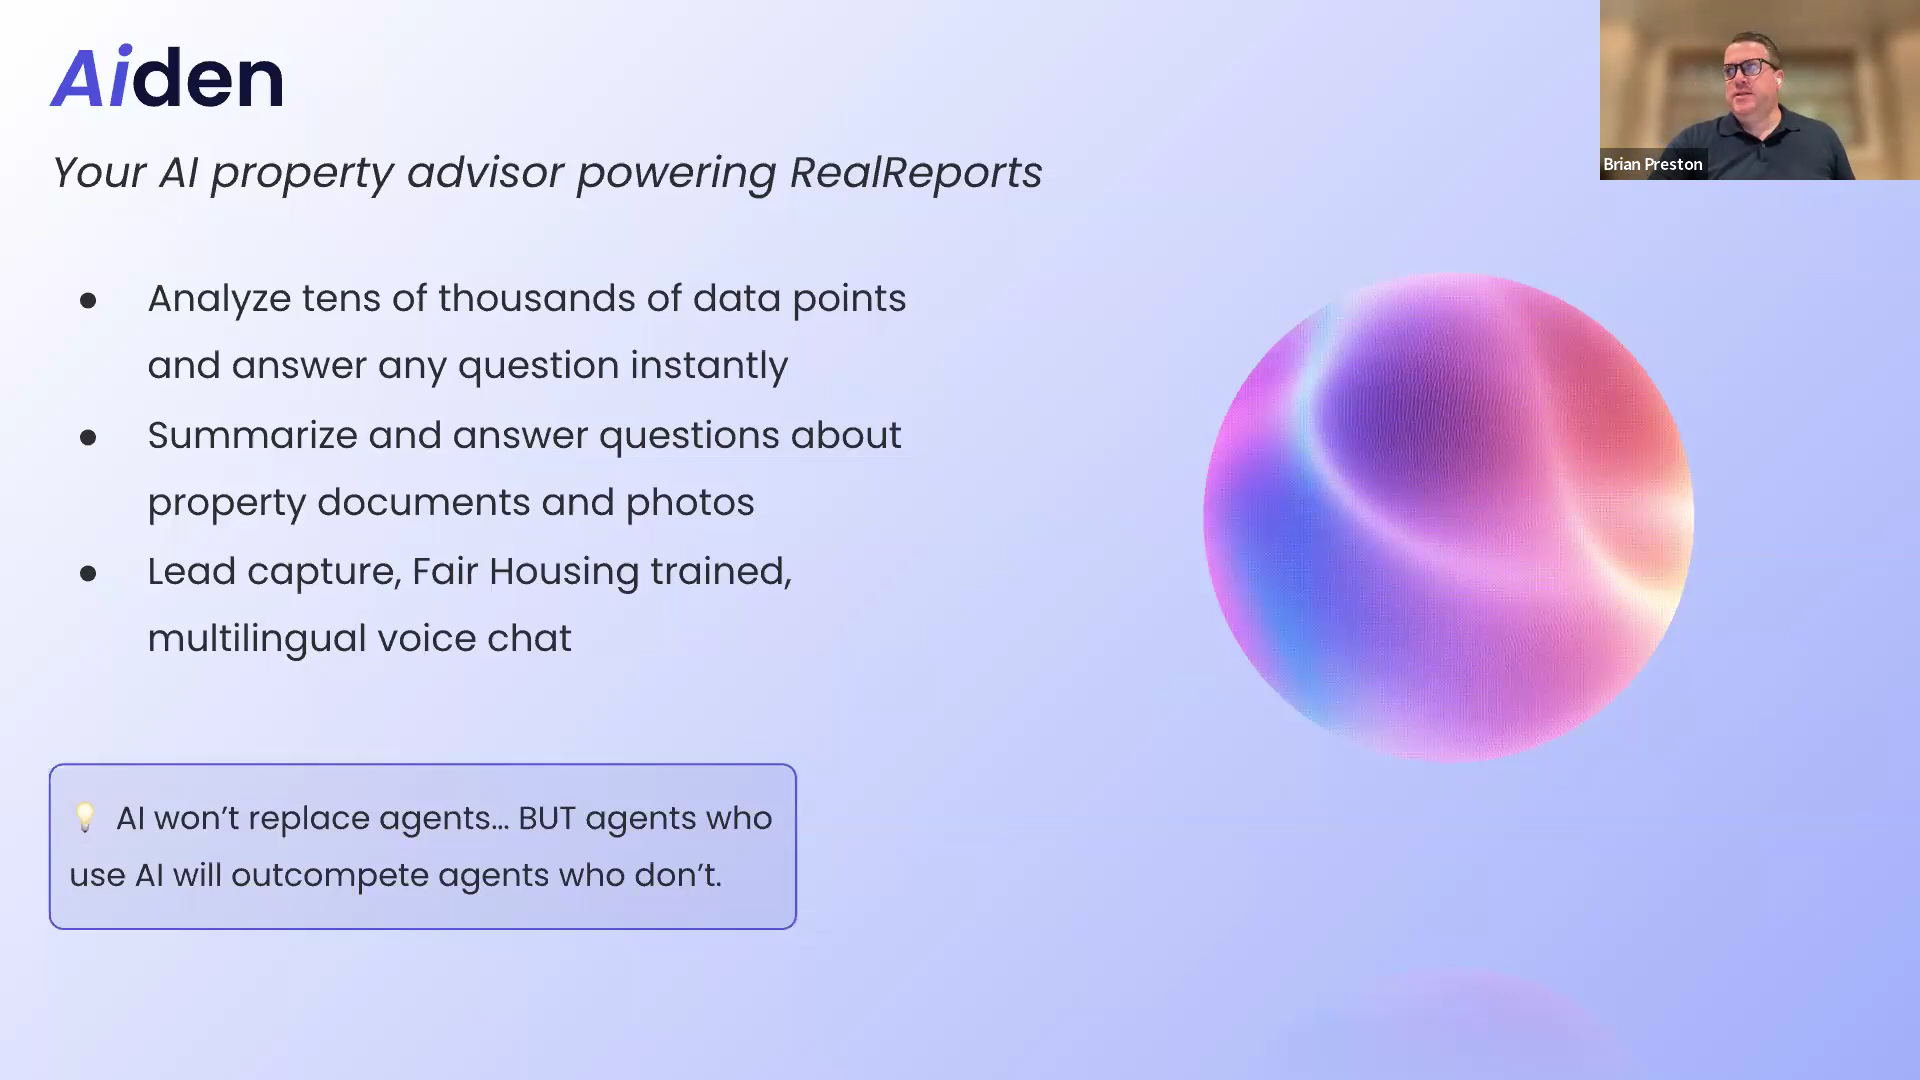 Aiden
Brian Preston
Your AI property advisor powering RealReports
● Analyze tens of thousands of data points
and answer any question instantly
● Summarize and answer questions about
property documents and photos
● Lead capture, Fair Housing trained,
multilingual voice chat
💡 AI won’t replace agents… BUT agents who
use AI will outcompete agents who don’t.